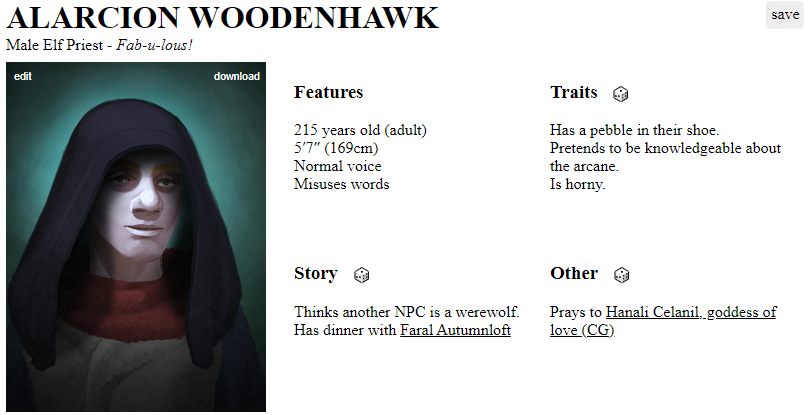 ALARCION WOODENHAWK
save
Male Elf Priest - Fab-u-lous!
edit
download
Features
215 years old (adult)
5′7″ (169cm)
Normal voice
Misuses words
Traits
Has a pebble in their shoe.
Pretends to be knowledgeable about
the arcane.
Is horny.
Story
Thinks another NPC is a werewolf.
Has dinner with Faral Autumnloft
Other
Prays to Hanali Celanil, goddess of
love (CG)